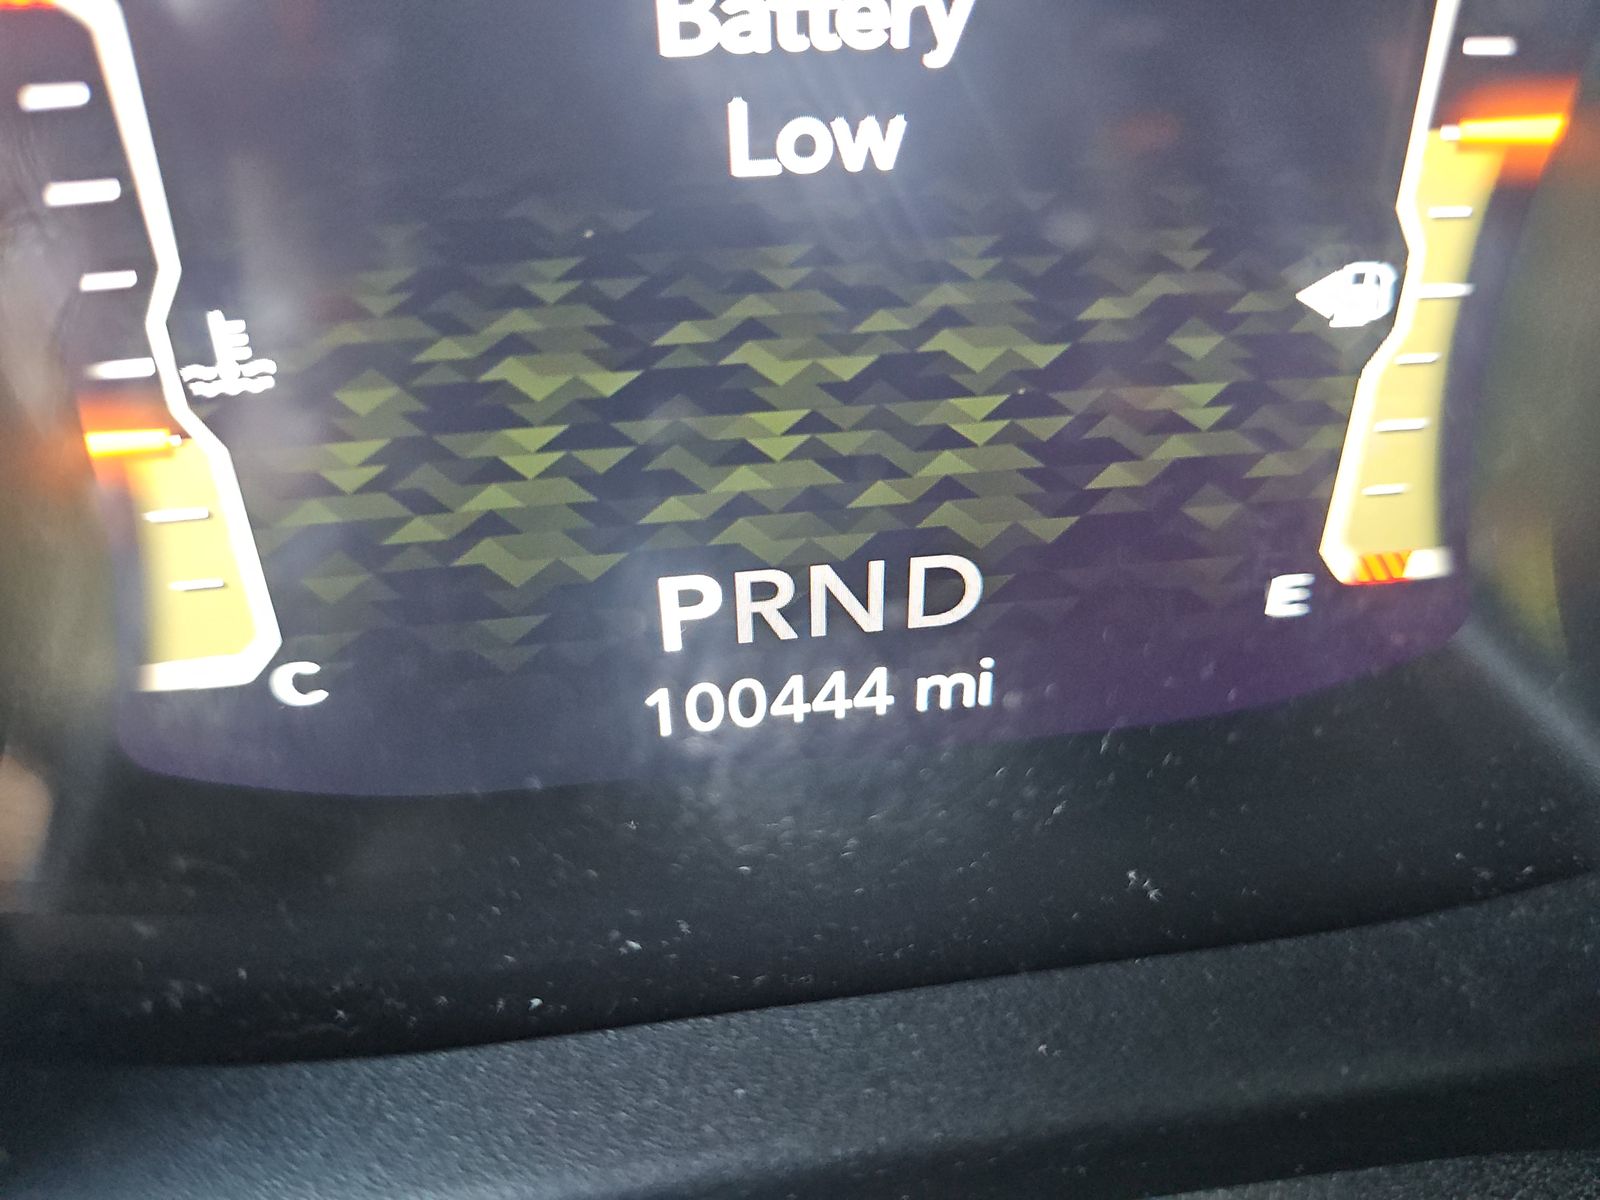 Battery
Low
E
PRND
C
100444 mi